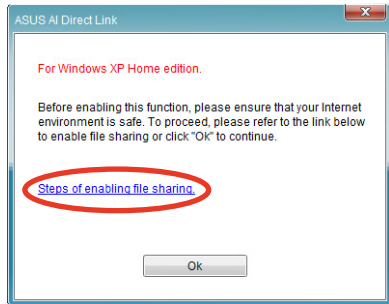 ASUS AI Direct Link
For Windows XP Home edition.
Before enabling this function, please ensure that your Internet
environment is safe. To proceed, please refer to the link below
to enable file sharing or click "Ok" to continue.
Steps of enabling file sharing.
Ok